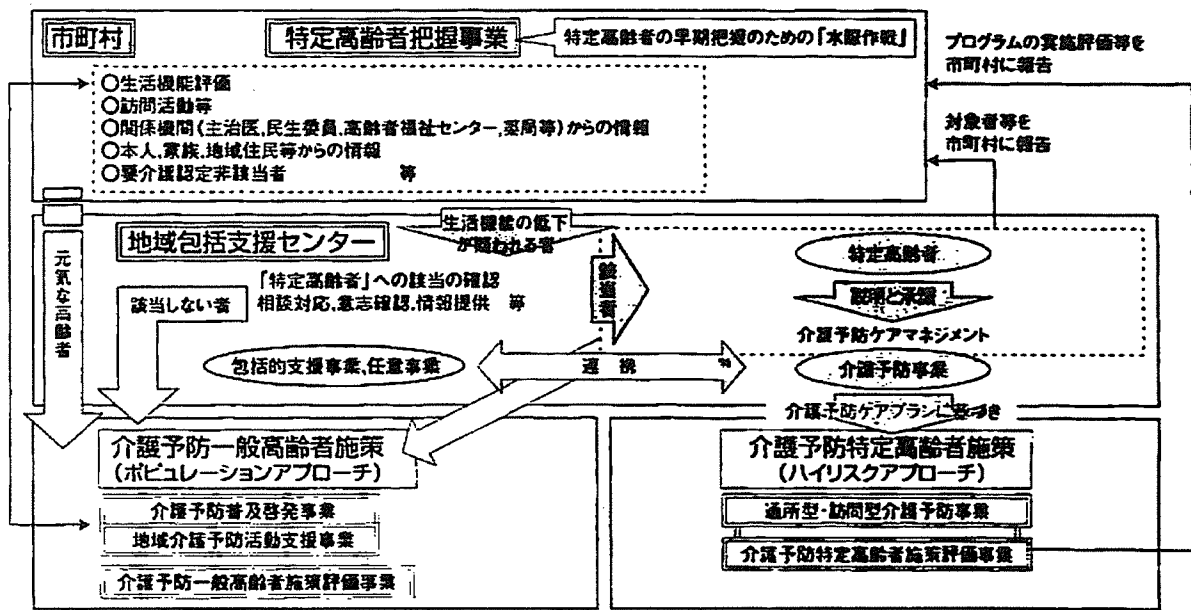 市町村
特定高齢者把握事業
特定高齢者の早期把握のための「水際作戦」
プログラムの実施評価等を
市町村に報告
○生活機能評価
○訪問活動等
○関係機関(主治医,民生委員,高齢者福祉センター,薬局等)からの情報
○本人,家族,地域住民等からの情報
○要介護認定非該当者 等
対象者等を
市町村に報告
元気な高齢者
地域包括支援センター
生活機能の低下
が疑われる者
「特定高齢者」への該当の確認
相談対応,意志確認,情報提供 等
該当しない者
該当者
特定高齢者
説明と承諾
介護予防ケアマネジメント
包括的支援事業,任意事業
連携
介護予防事業
介護予防ケアプランに基づき
介護予防一般高齢者施策
(ポピュレーションアプローチ)
介護予防普及啓発事業
地域介護予防活動支援事業
介護予防一般高齢者施策評価事業
介護予防特定高齢者施策
(ハイリスクアプローチ)
通所型・訪問型介護予防事業
介護予防特定高齢者施策評価事業